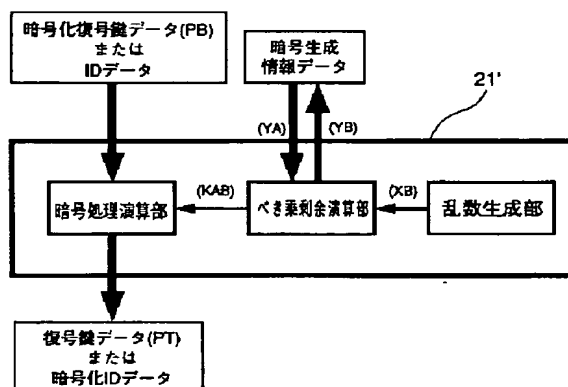 暗号化復号鍵データ(PB)
または
IDデータ
暗号生成
情報データ
21'
(YA)
(YB)
暗号処理演算部
(KAB)
べき乗剰余演算部
(XB)
乱数生成部
復号鍵データ(PT)
または
暗号化IDデータ